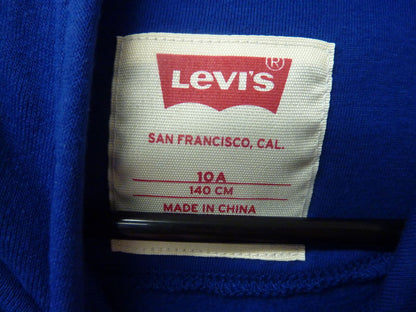 Levi's®
SAN FRANCISCO, CAL.
10A
140 CM
MADE IN CHINA